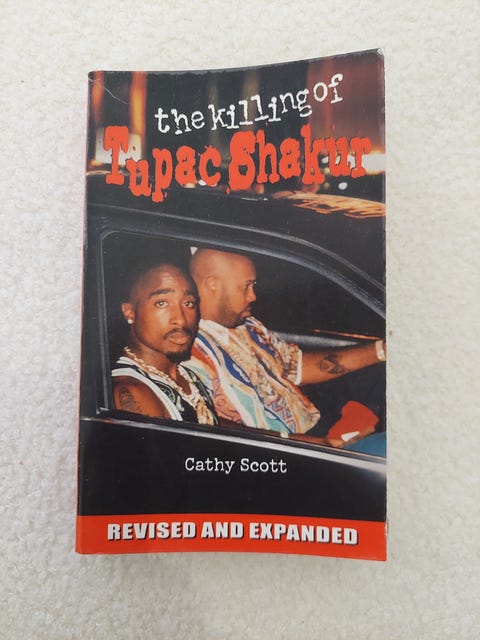 the killing of
Tupac Shakur
Cathy Scott
REVISED AND EXPANDED